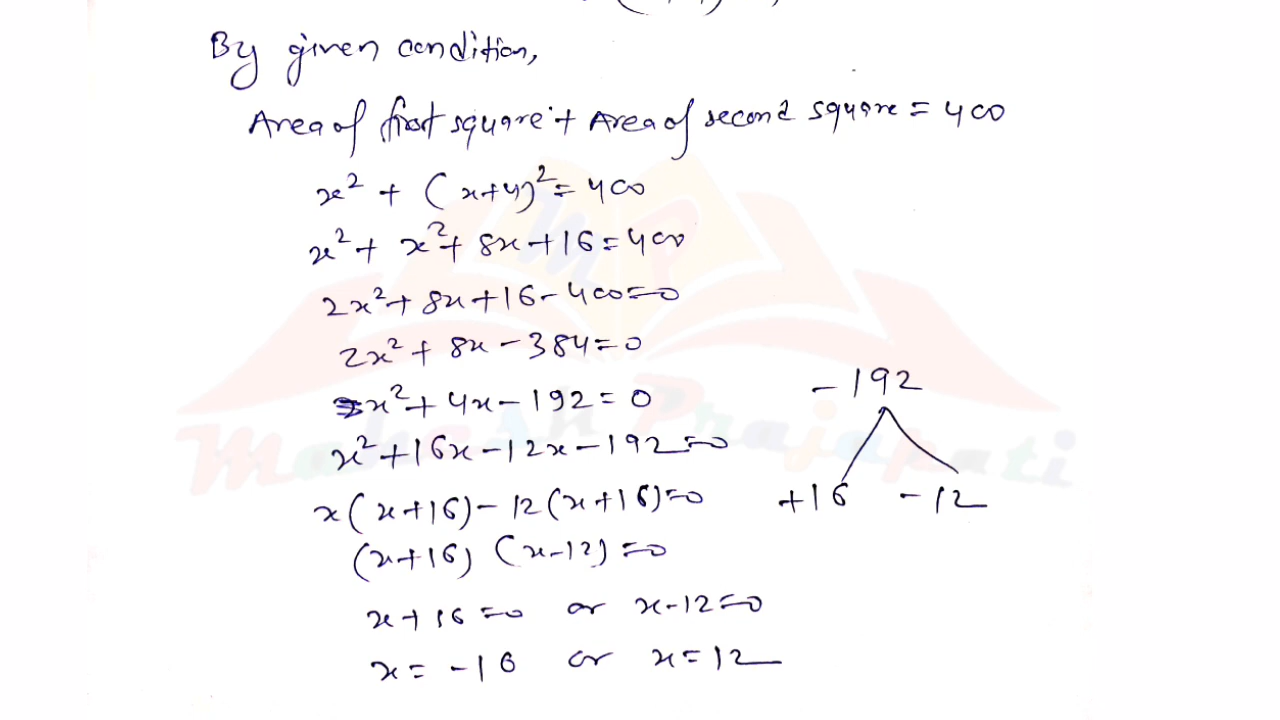 By given condition,
Area of first square + Area of second square = 400
x² + (x+4)² = 400
x² + x² + 8x + 16 = 400
2x² + 8x + 16 - 400 = 0
2x² + 8x - 384 = 0
x² + 4x - 192 = 0
- 192
x² + 16x - 12x - 192 = 0
x(x+16) - 12(x+16) = 0
+16 - 12
(x+16) (x-12) = 0
x + 16 = 0 or x - 12 = 0
x = -16 or x = 12
MP
Mahesh Prajapati